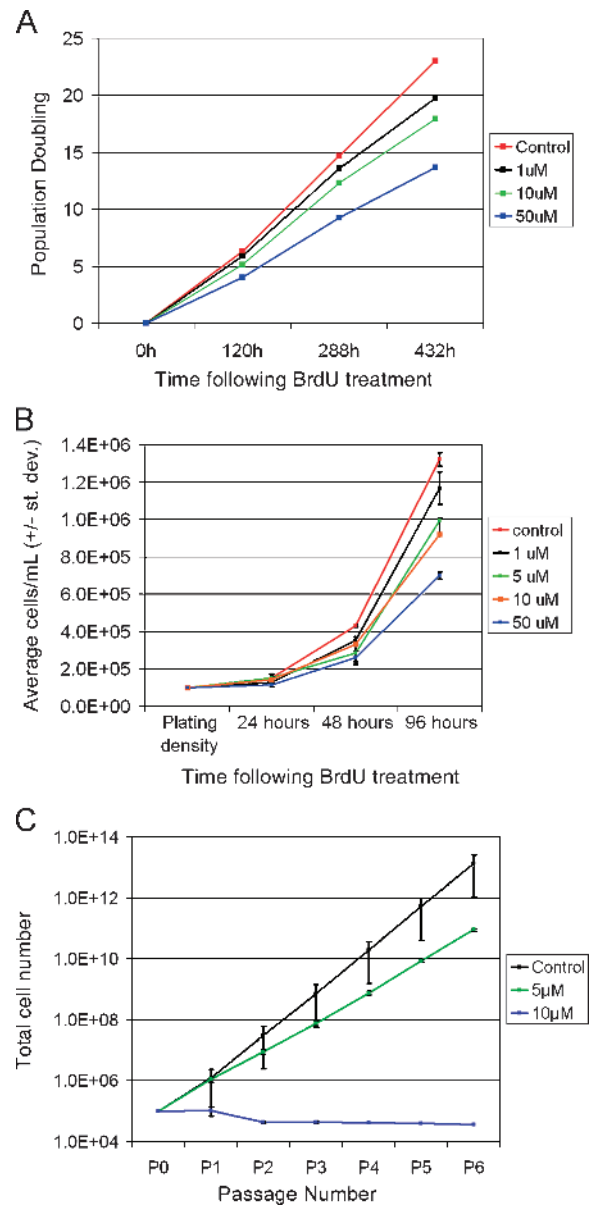 A
Population Doubling
25
20
15
10
5
0
0h 120h 288h 432h
Time following BrdU treatment
Control
1uM
10uM
50uM
B
Average cells/mL (+/- st. dev.)
1.4E+06
1.2E+06
1.0E+06
8.0E+05
6.0E+05
4.0E+05
2.0E+05
0.0E+00
Plating density 24 hours 48 hours 96 hours
Time following BrdU treatment
control
1 uM
5 uM
10 uM
50 uM
C
Total cell number
1.0E+14
1.0E+12
1.0E+10
1.0E+08
1.0E+06
1.0E+04
P0 P1 P2 P3 P4 P5 P6
Passage Number
Control
5µM
10µM